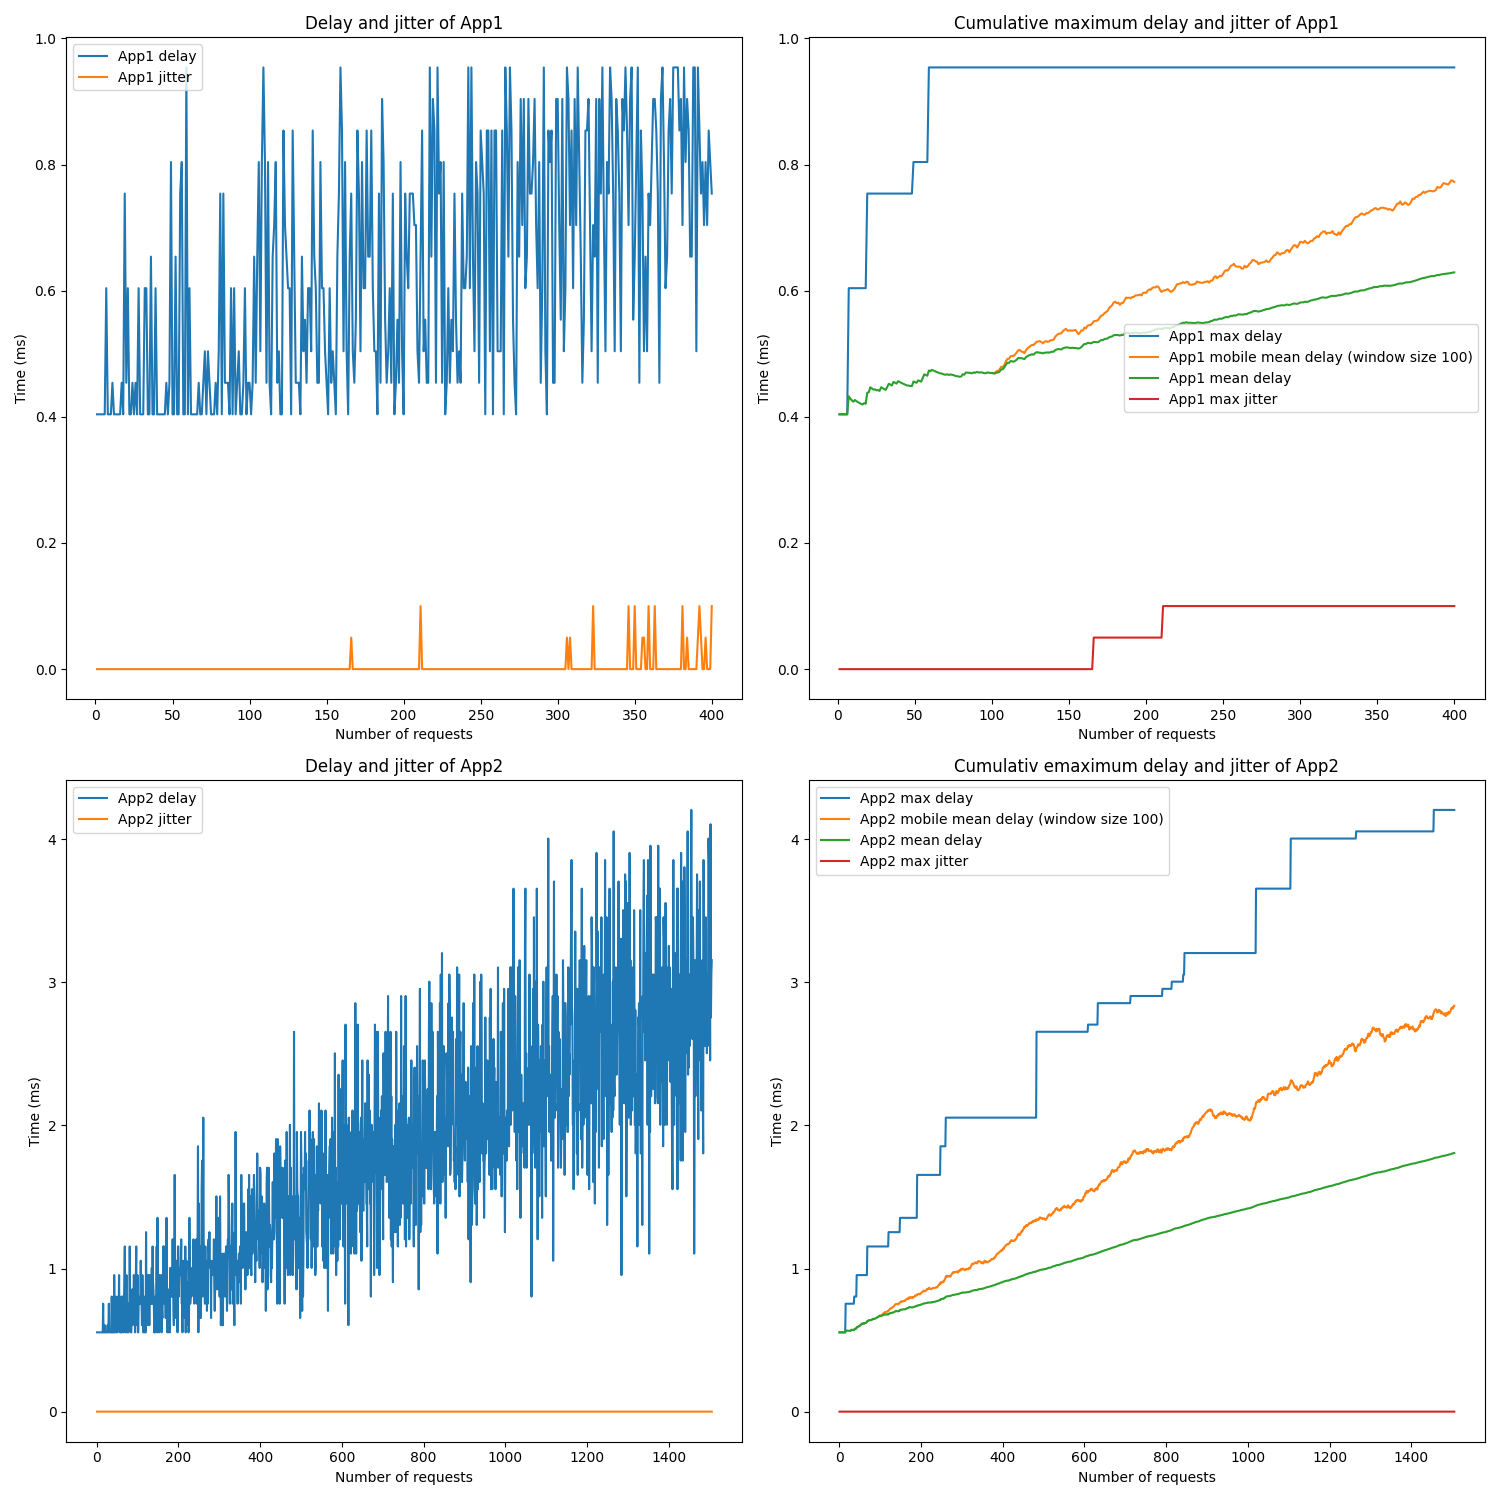 Delay and jitter of App1
App1 delay
App1 jitter
1.0
0.8
0.6
0.4
0.2
0.0
Time (ms)
0 50 100 150 200 250 300 350 400
Number of requests
Cumulative maximum delay and jitter of App1
1.0
0.8
0.6
0.4
0.2
0.0
Time (ms)
App1 max delay
App1 mobile mean delay (window size 100)
App1 mean delay
App1 max jitter
0 50 100 150 200 250 300 350 400
Number of requests
Delay and jitter of App2
App2 delay
App2 jitter
4
3
2
1
0
Time (ms)
0 200 400 600 800 1000 1200 1400
Number of requests
Cumulativ emaximum delay and jitter of App2
App2 max delay
App2 mobile mean delay (window size 100)
App2 mean delay
App2 max jitter
4
3
2
1
0
Time (ms)
0 200 400 600 800 1000 1200 1400
Number of requests